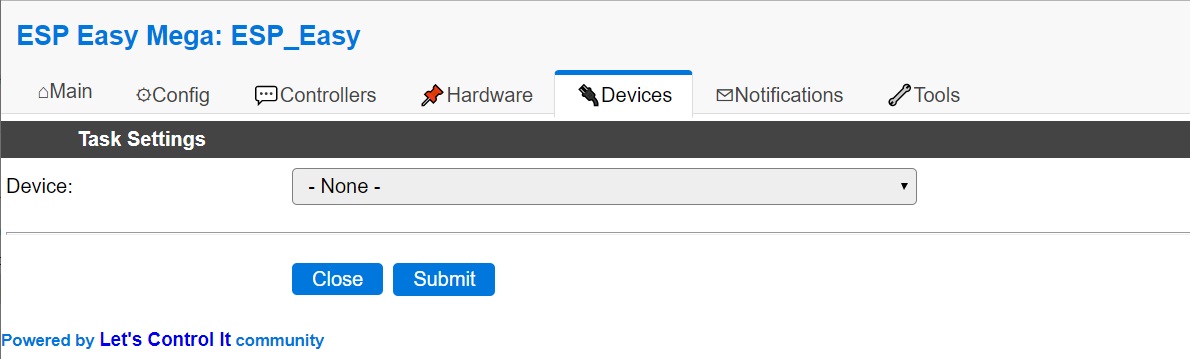 ESP Easy Mega: ESP_Easy
Main Config Controllers Hardware Devices Notifications Tools
Task Settings
Device: - None -
Close Submit
Powered by Let's Control It community